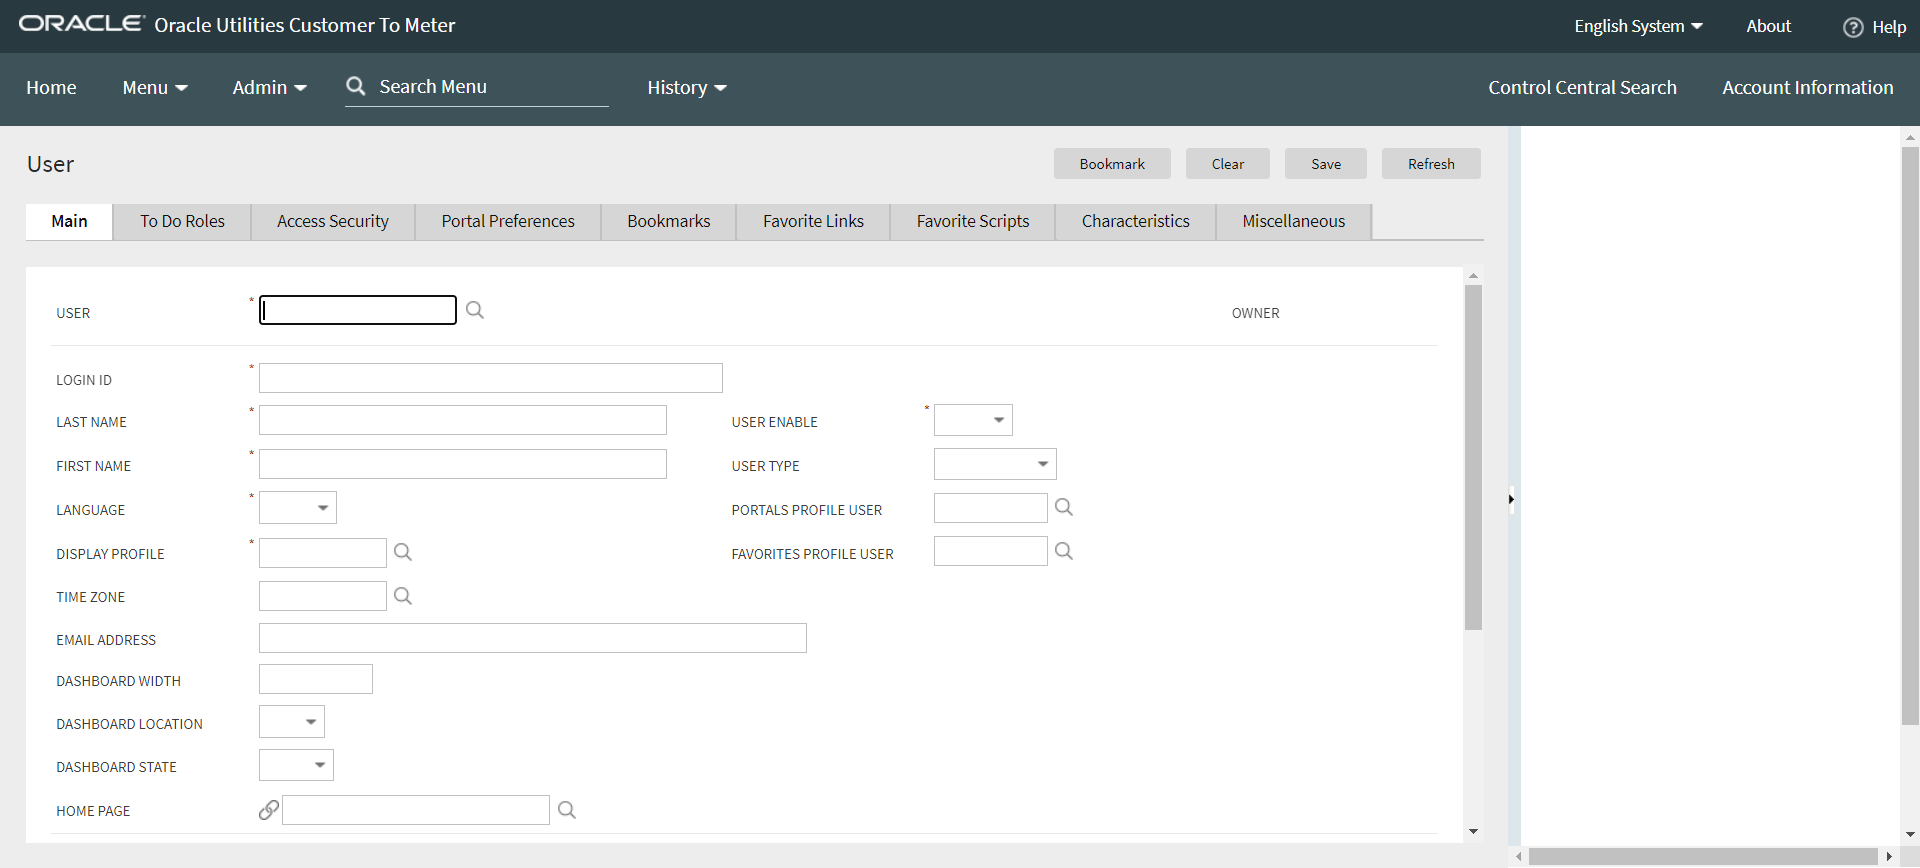 ORACLE Oracle Utilities Customer To Meter
English System About ? Help
Home Menu Admin Search Menu History Control Central Search Account Information
User
Bookmark Clear Save Refresh
Main To Do Roles Access Security Portal Preferences Bookmarks Favorite Links Favorite Scripts Characteristics Miscellaneous
USER * OWNER
LOGIN ID *
LAST NAME * USER ENABLE *
FIRST NAME * USER TYPE
LANGUAGE * PORTALS PROFILE USER
DISPLAY PROFILE * FAVORITES PROFILE USER
TIME ZONE
EMAIL ADDRESS
DASHBOARD WIDTH
DASHBOARD LOCATION
DASHBOARD STATE
HOME PAGE